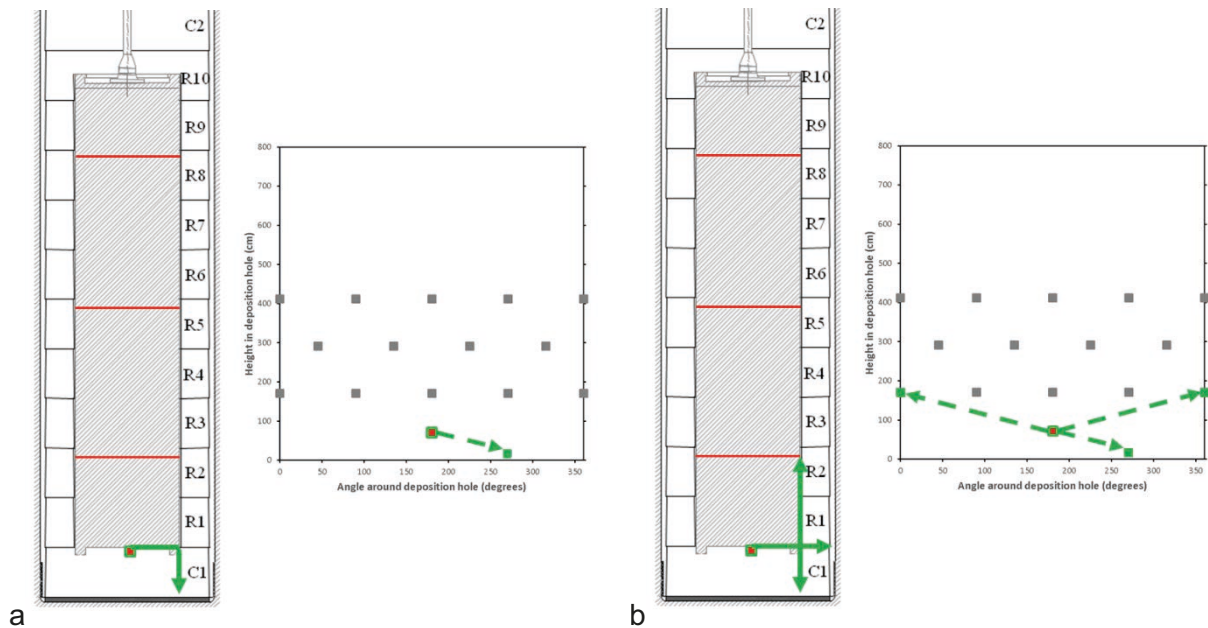 C2
R10
R9
R8
R7
R6
R5
R4
R3
R2
R1
C1
Height in deposition hole (cm)
800
700
600
500
400
300
200
100
0
0 50 100 150 200 250 300 350
Angle around deposition hole (degrees)
a
C2
R10
R9
R8
R7
R6
R5
R4
R3
R2
R1
C1
Height in deposition hole (cm)
800
700
600
500
400
300
200
100
0
0 50 100 150 200 250 300 350
Angle around deposition hole (degrees)
b